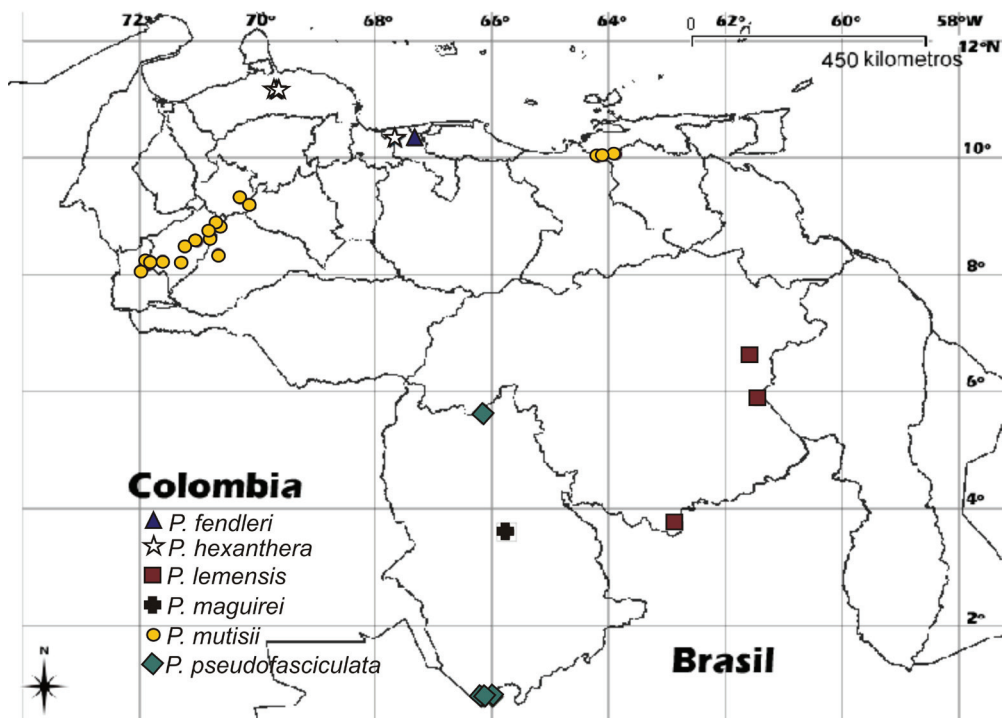 72° 70° 68° 66° 64° 62° 60° 58°W
12°N
0
450 kilometros
10°
8°
6°
4°
2°
Colombia
P. fendleri
P. hexanthera
P. lemensis
P. maguirei
P. mutisii
P. pseudofasciculata
Brasil
N